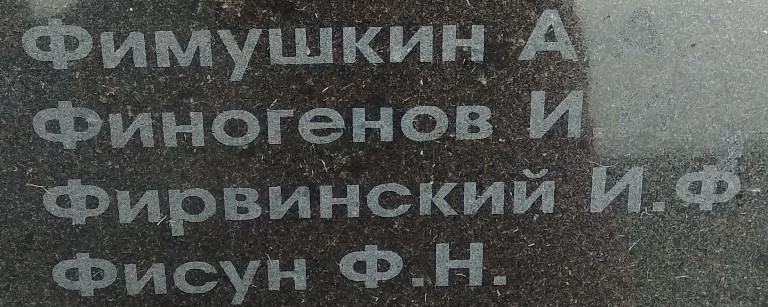 Фимушкин А.А
Финогенов И.
Фирвинский И.Ф
Фисун Ф.Н.